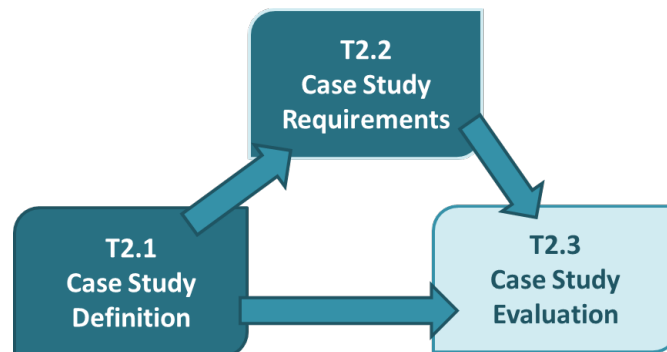 T2.2
Case Study
Requirements
T2.1
Case Study
Definition
T2.3
Case Study
Evaluation